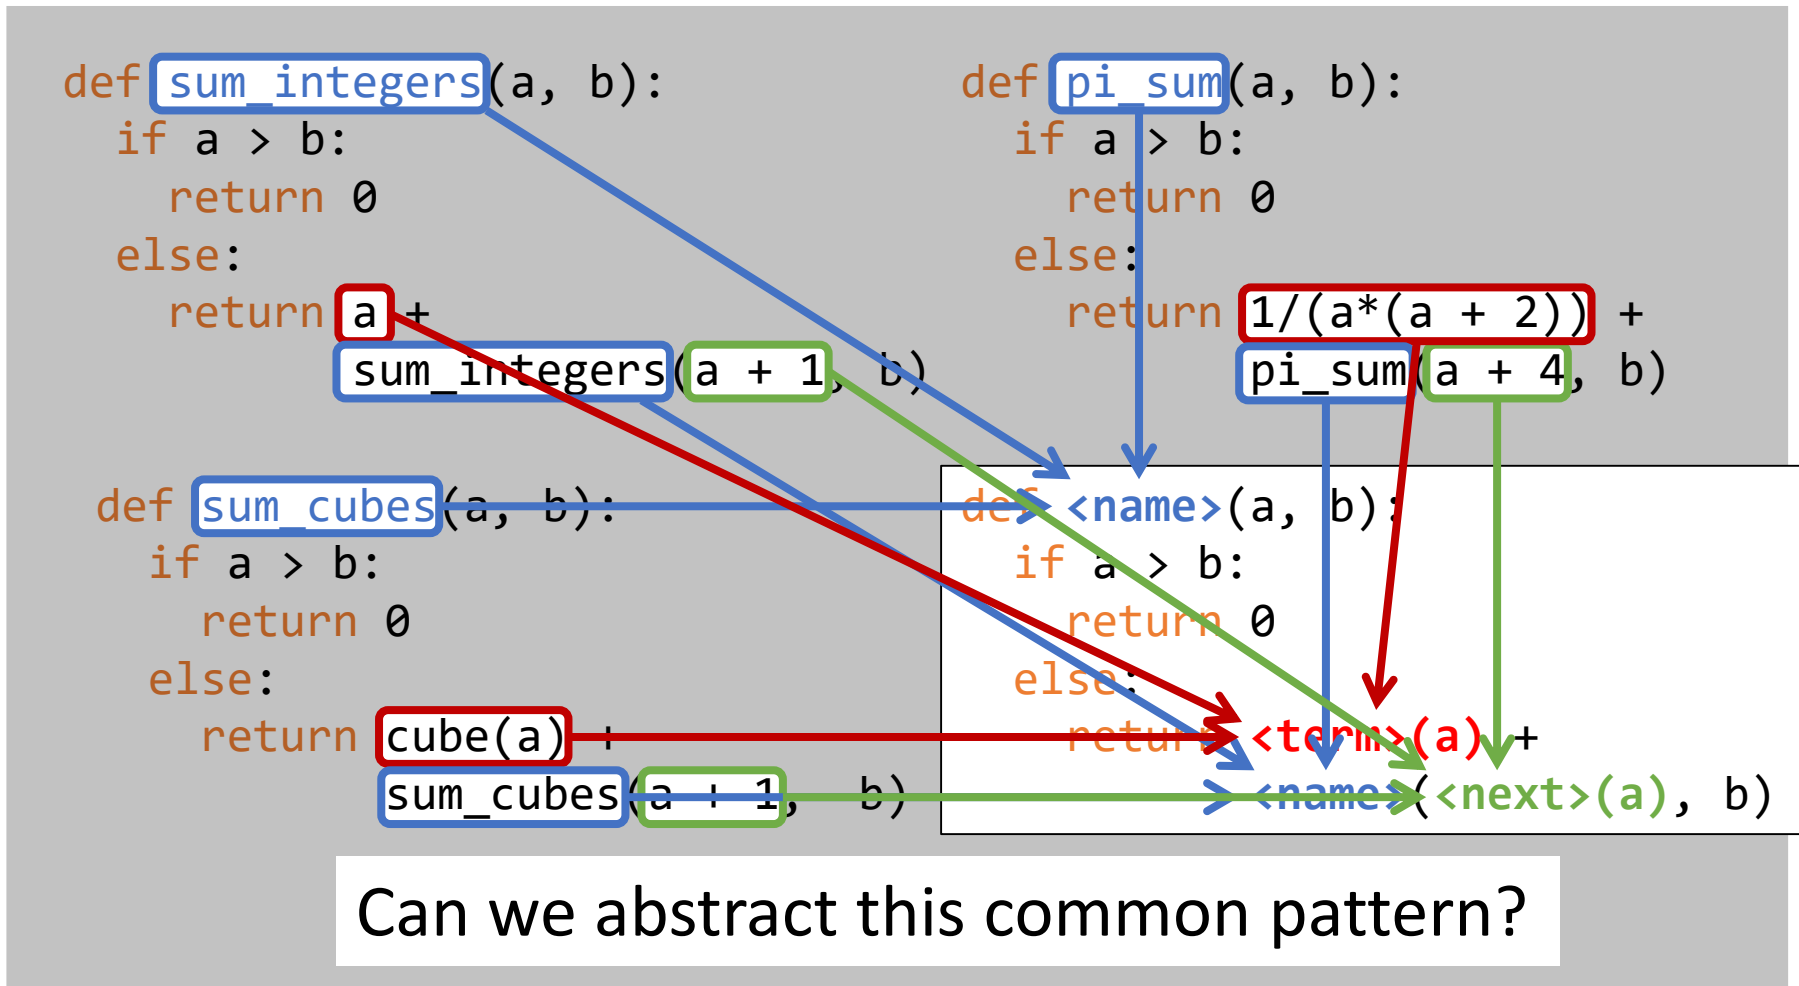 def sum_integers(a, b):
if a > b:
return 0
else:
return a +
sum_integers(a + 1, b)
def pi_sum(a, b):
if a > b:
return 0
else:
return 1/(a*(a + 2)) +
pi_sum(a + 4, b)
def sum_cubes(a, b):
if a > b:
return 0
else:
return cube(a) +
sum_cubes(a + 1, b)
def <name>(a, b):
if a > b:
return 0
else:
return <term>(a) +
<name>(<next>(a), b)
Can we abstract this common pattern?